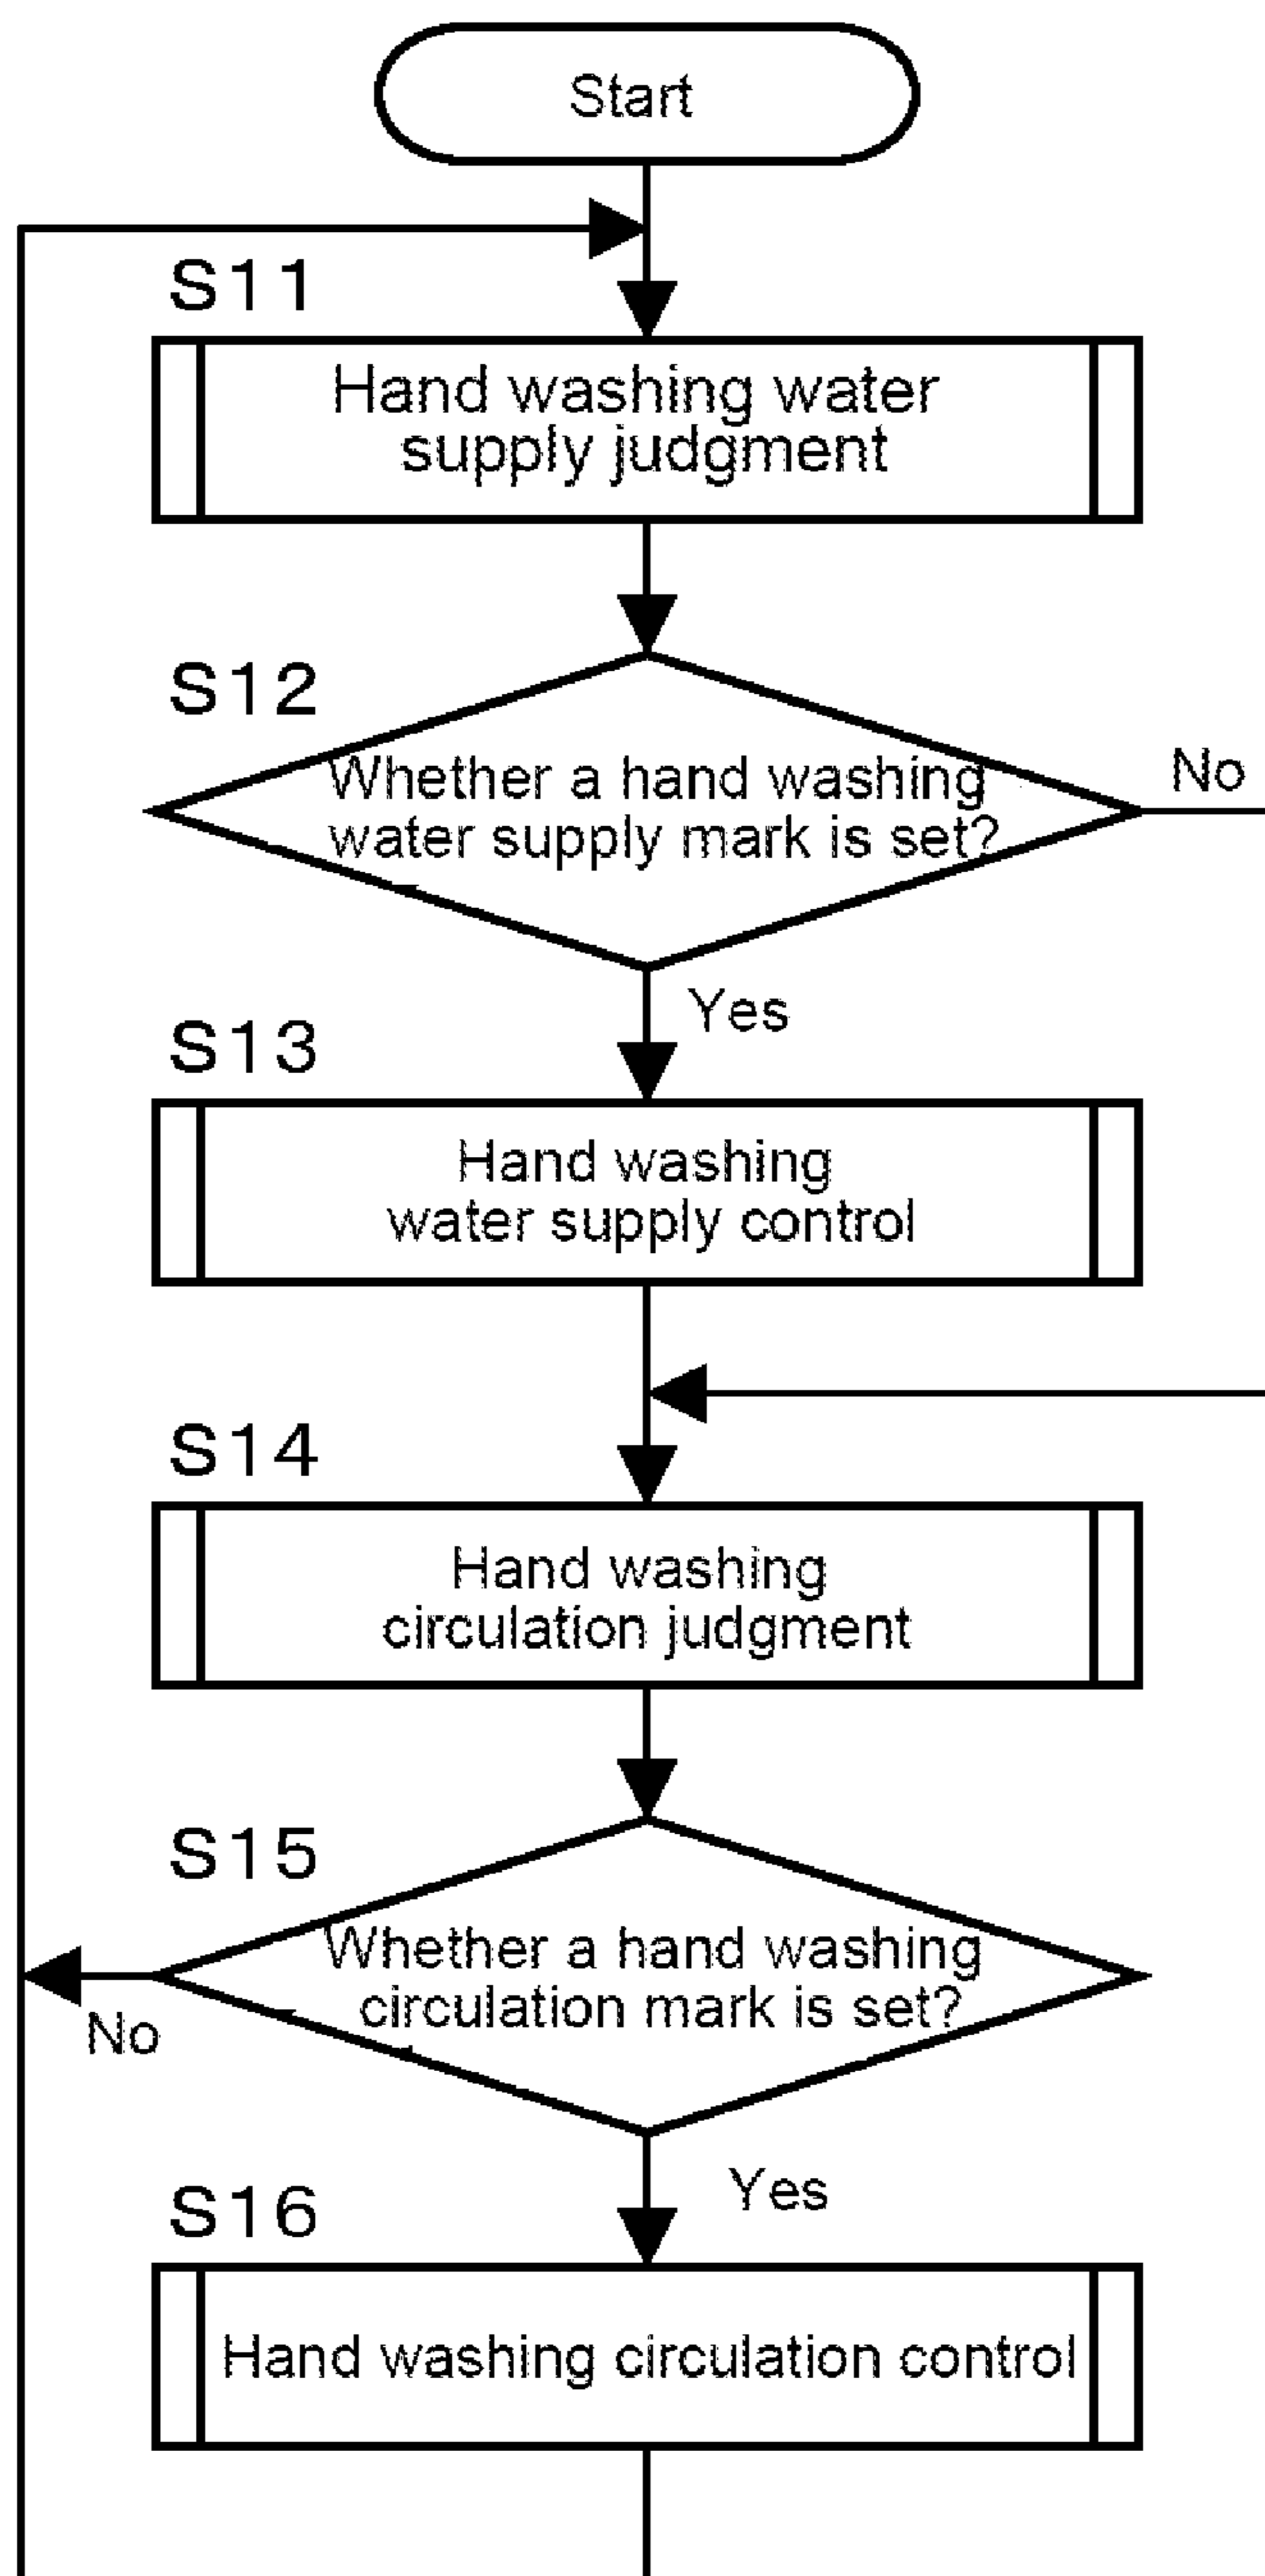 Start
S11
Hand washing water
supply judgment
S12
Whether a hand washing
water supply mark is set?
No
Yes
S13
Hand washing
water supply control
S14
Hand washing
circulation judgment
S15
Whether a hand washing
circulation mark is set?
No
Yes
S16
Hand washing circulation control